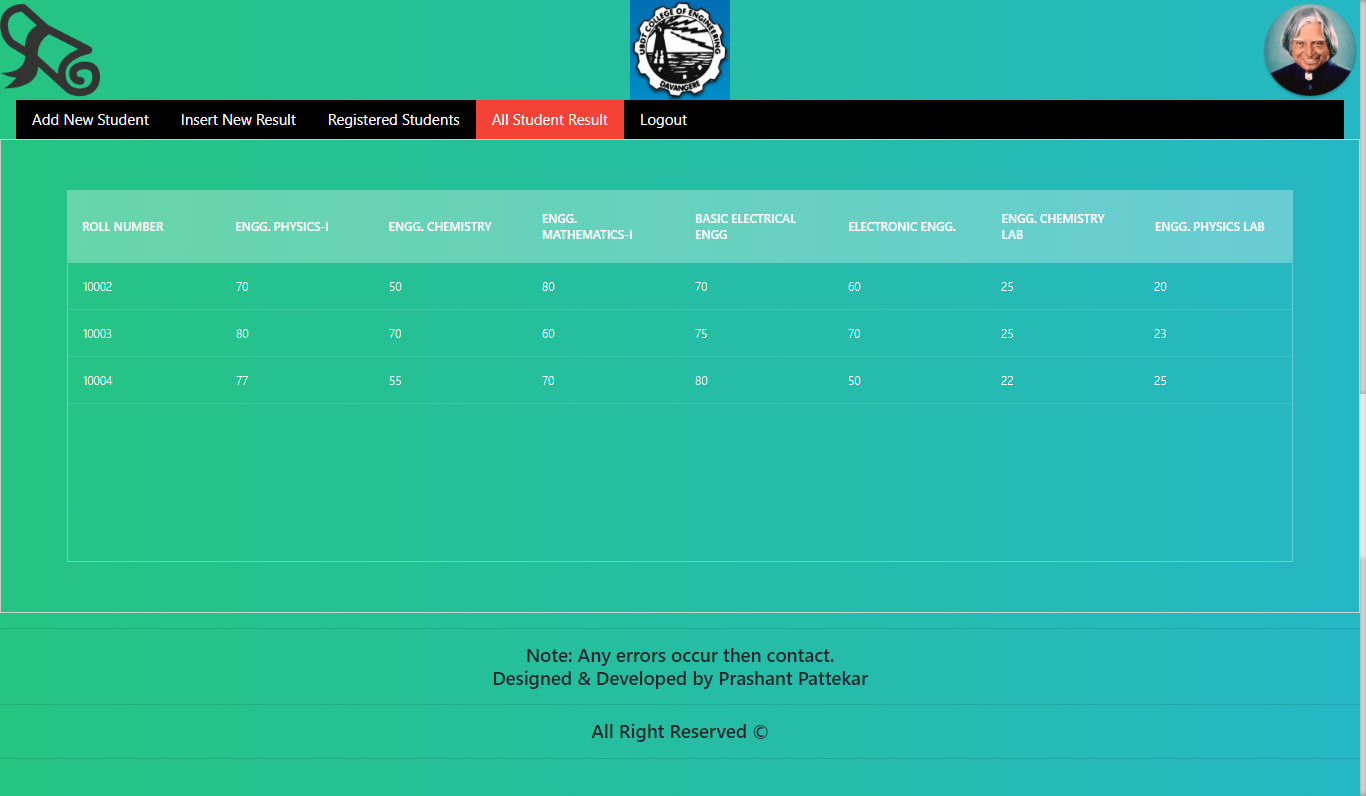 UBDT COLLEGE OF ENGINEERING
DAVANGERE
Add New Student Insert New Result Registered Students All Student Result Logout
ROLL NUMBER ENGG. PHYSICS-I ENGG. CHEMISTRY ENGG. MATHEMATICS-I BASIC ELECTRICAL ENGG ELECTRONIC ENGG. ENGG. CHEMISTRY LAB ENGG. PHYSICS LAB
10002 70 50 80 70 60 25 20
10003 80 70 60 75 70 25 23
10004 77 55 70 80 50 22 25
Note: Any errors occur then contact.
Designed & Developed by Prashant Pattekar
All Right Reserved ©